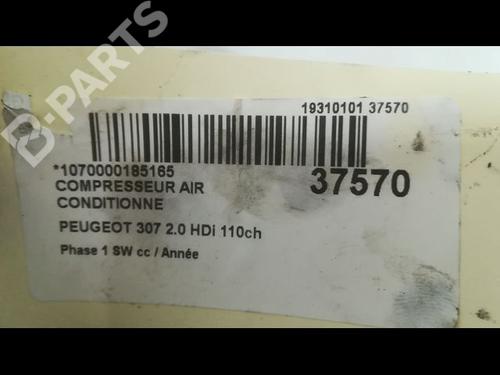 B-PARTS
19310101 37570
*1070000185165
37570
COMPRESSEUR AIR
CONDITIONNE
PEUGEOT 307 2.0 HDi 110ch
Phase 1 SW cc / Année